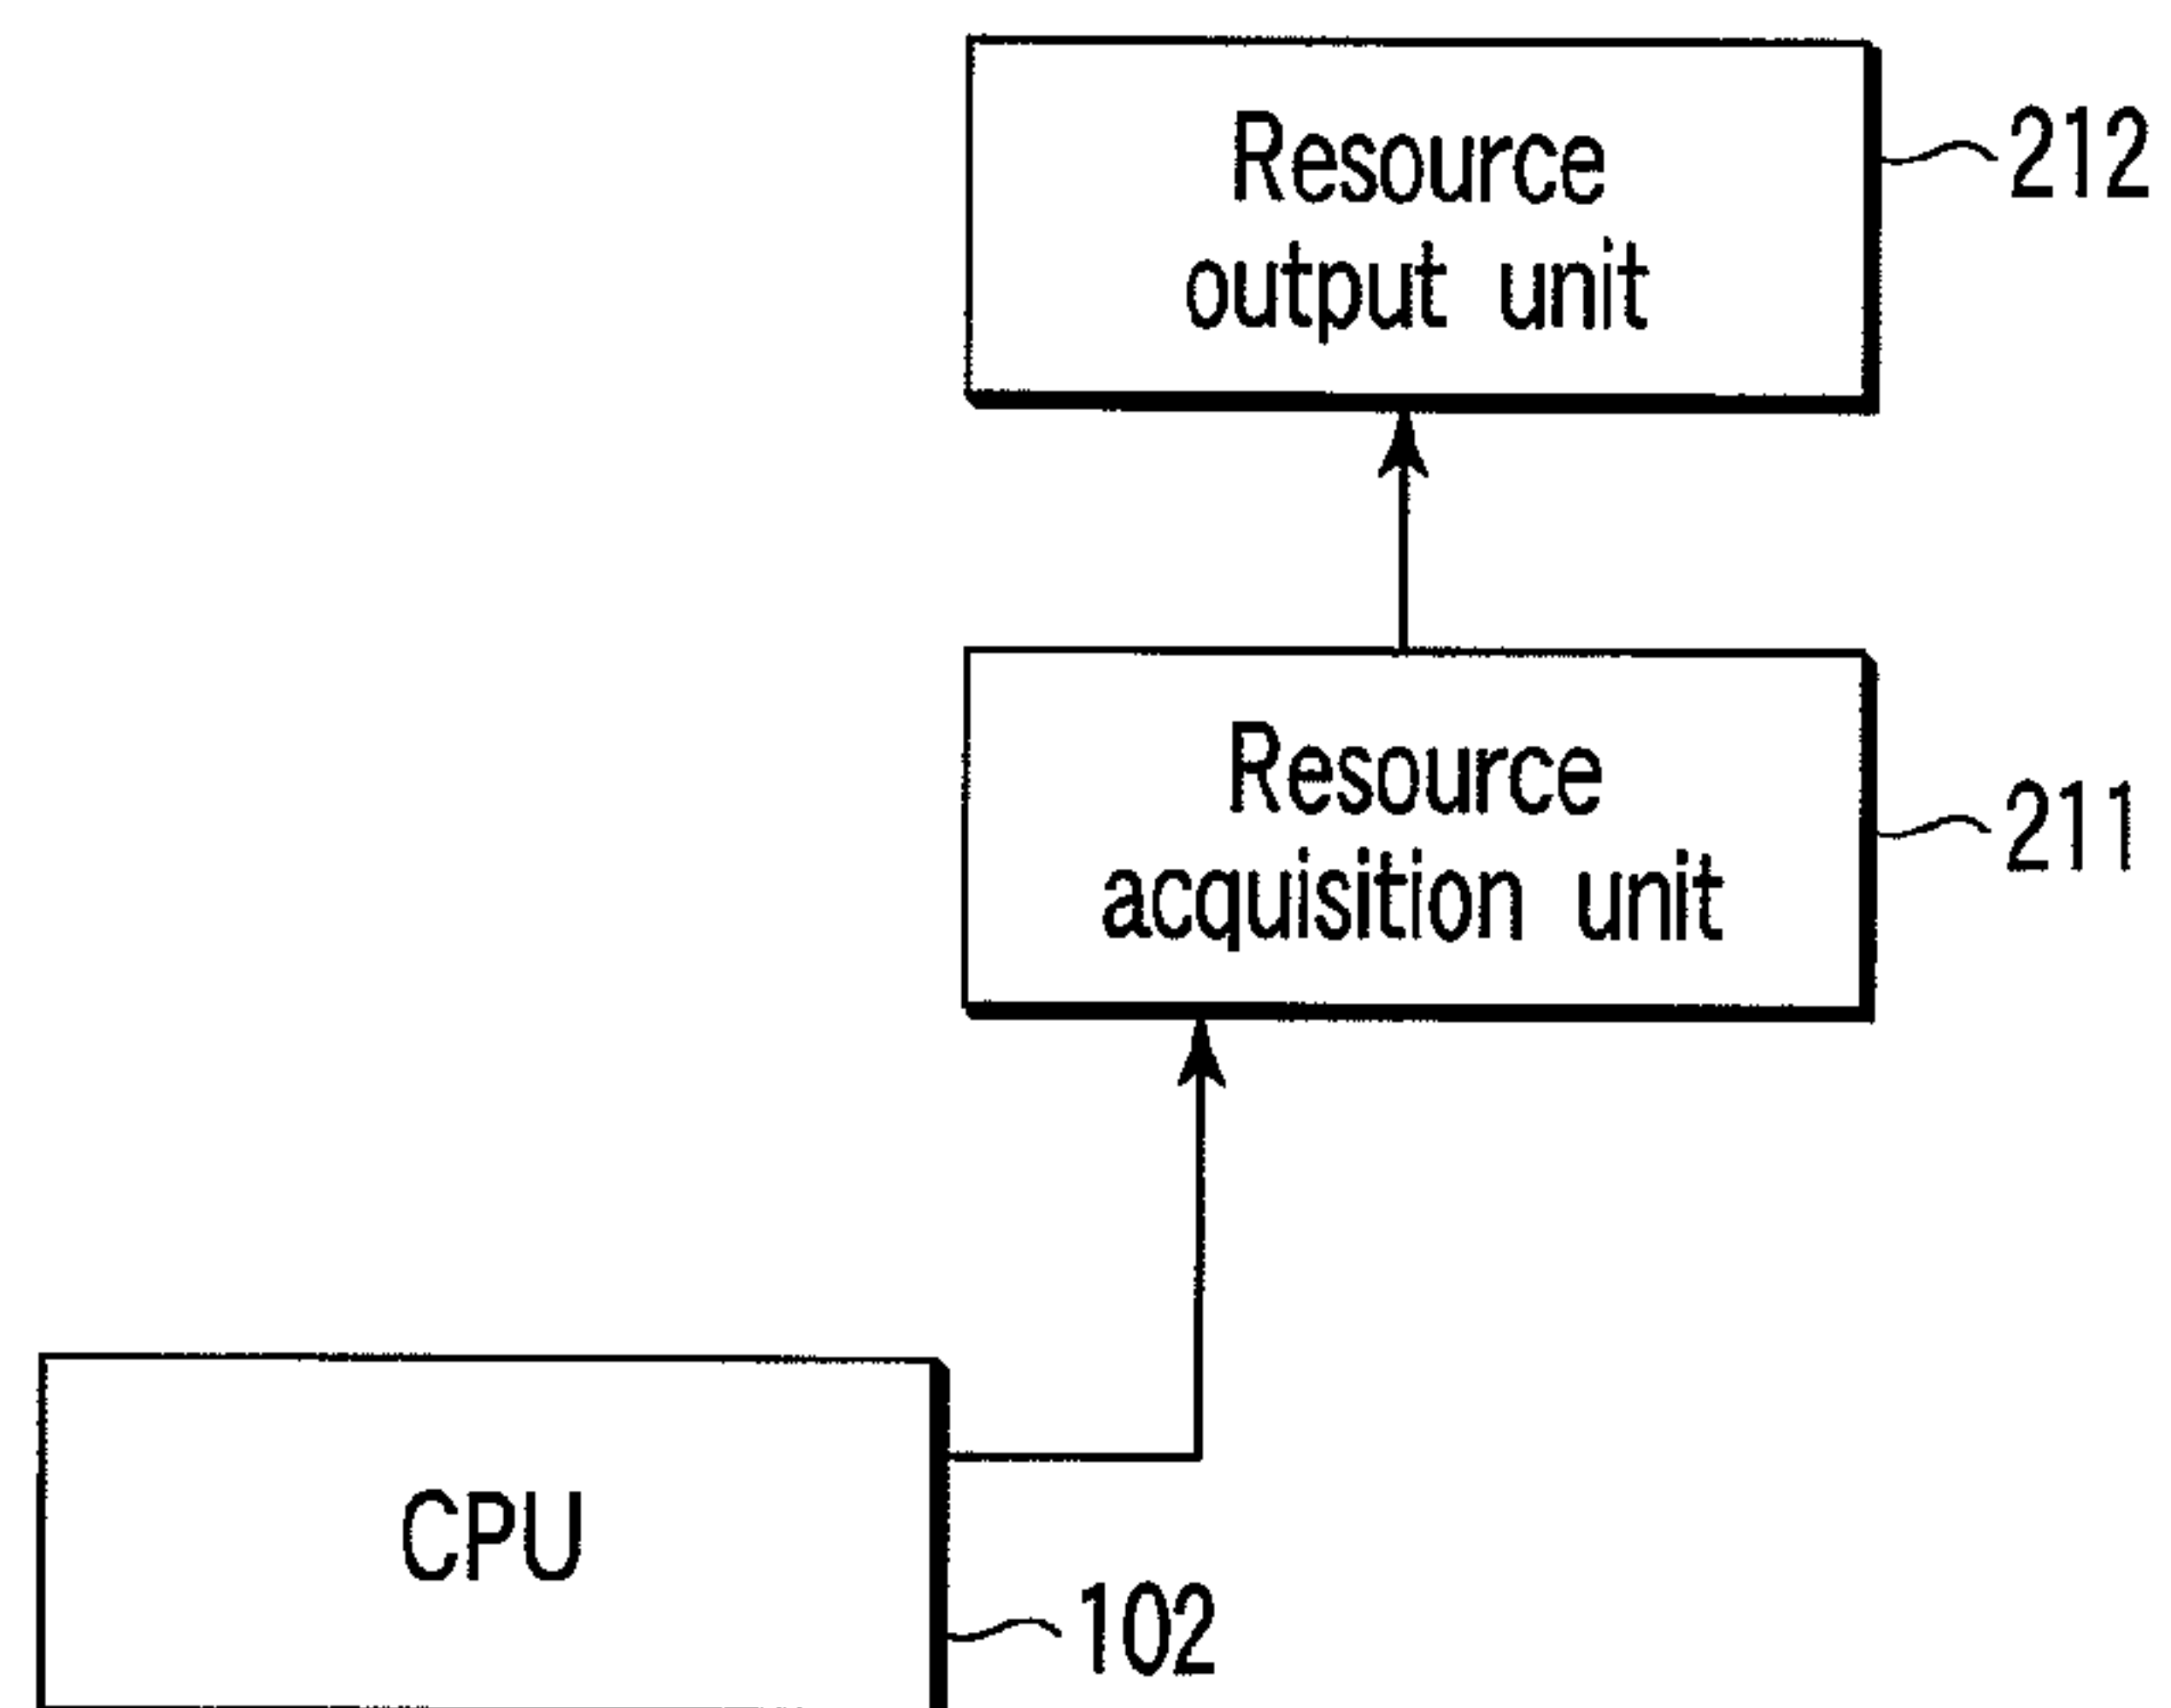 Resource
output unit
212
Resource
acquisition unit
211
CPU
102